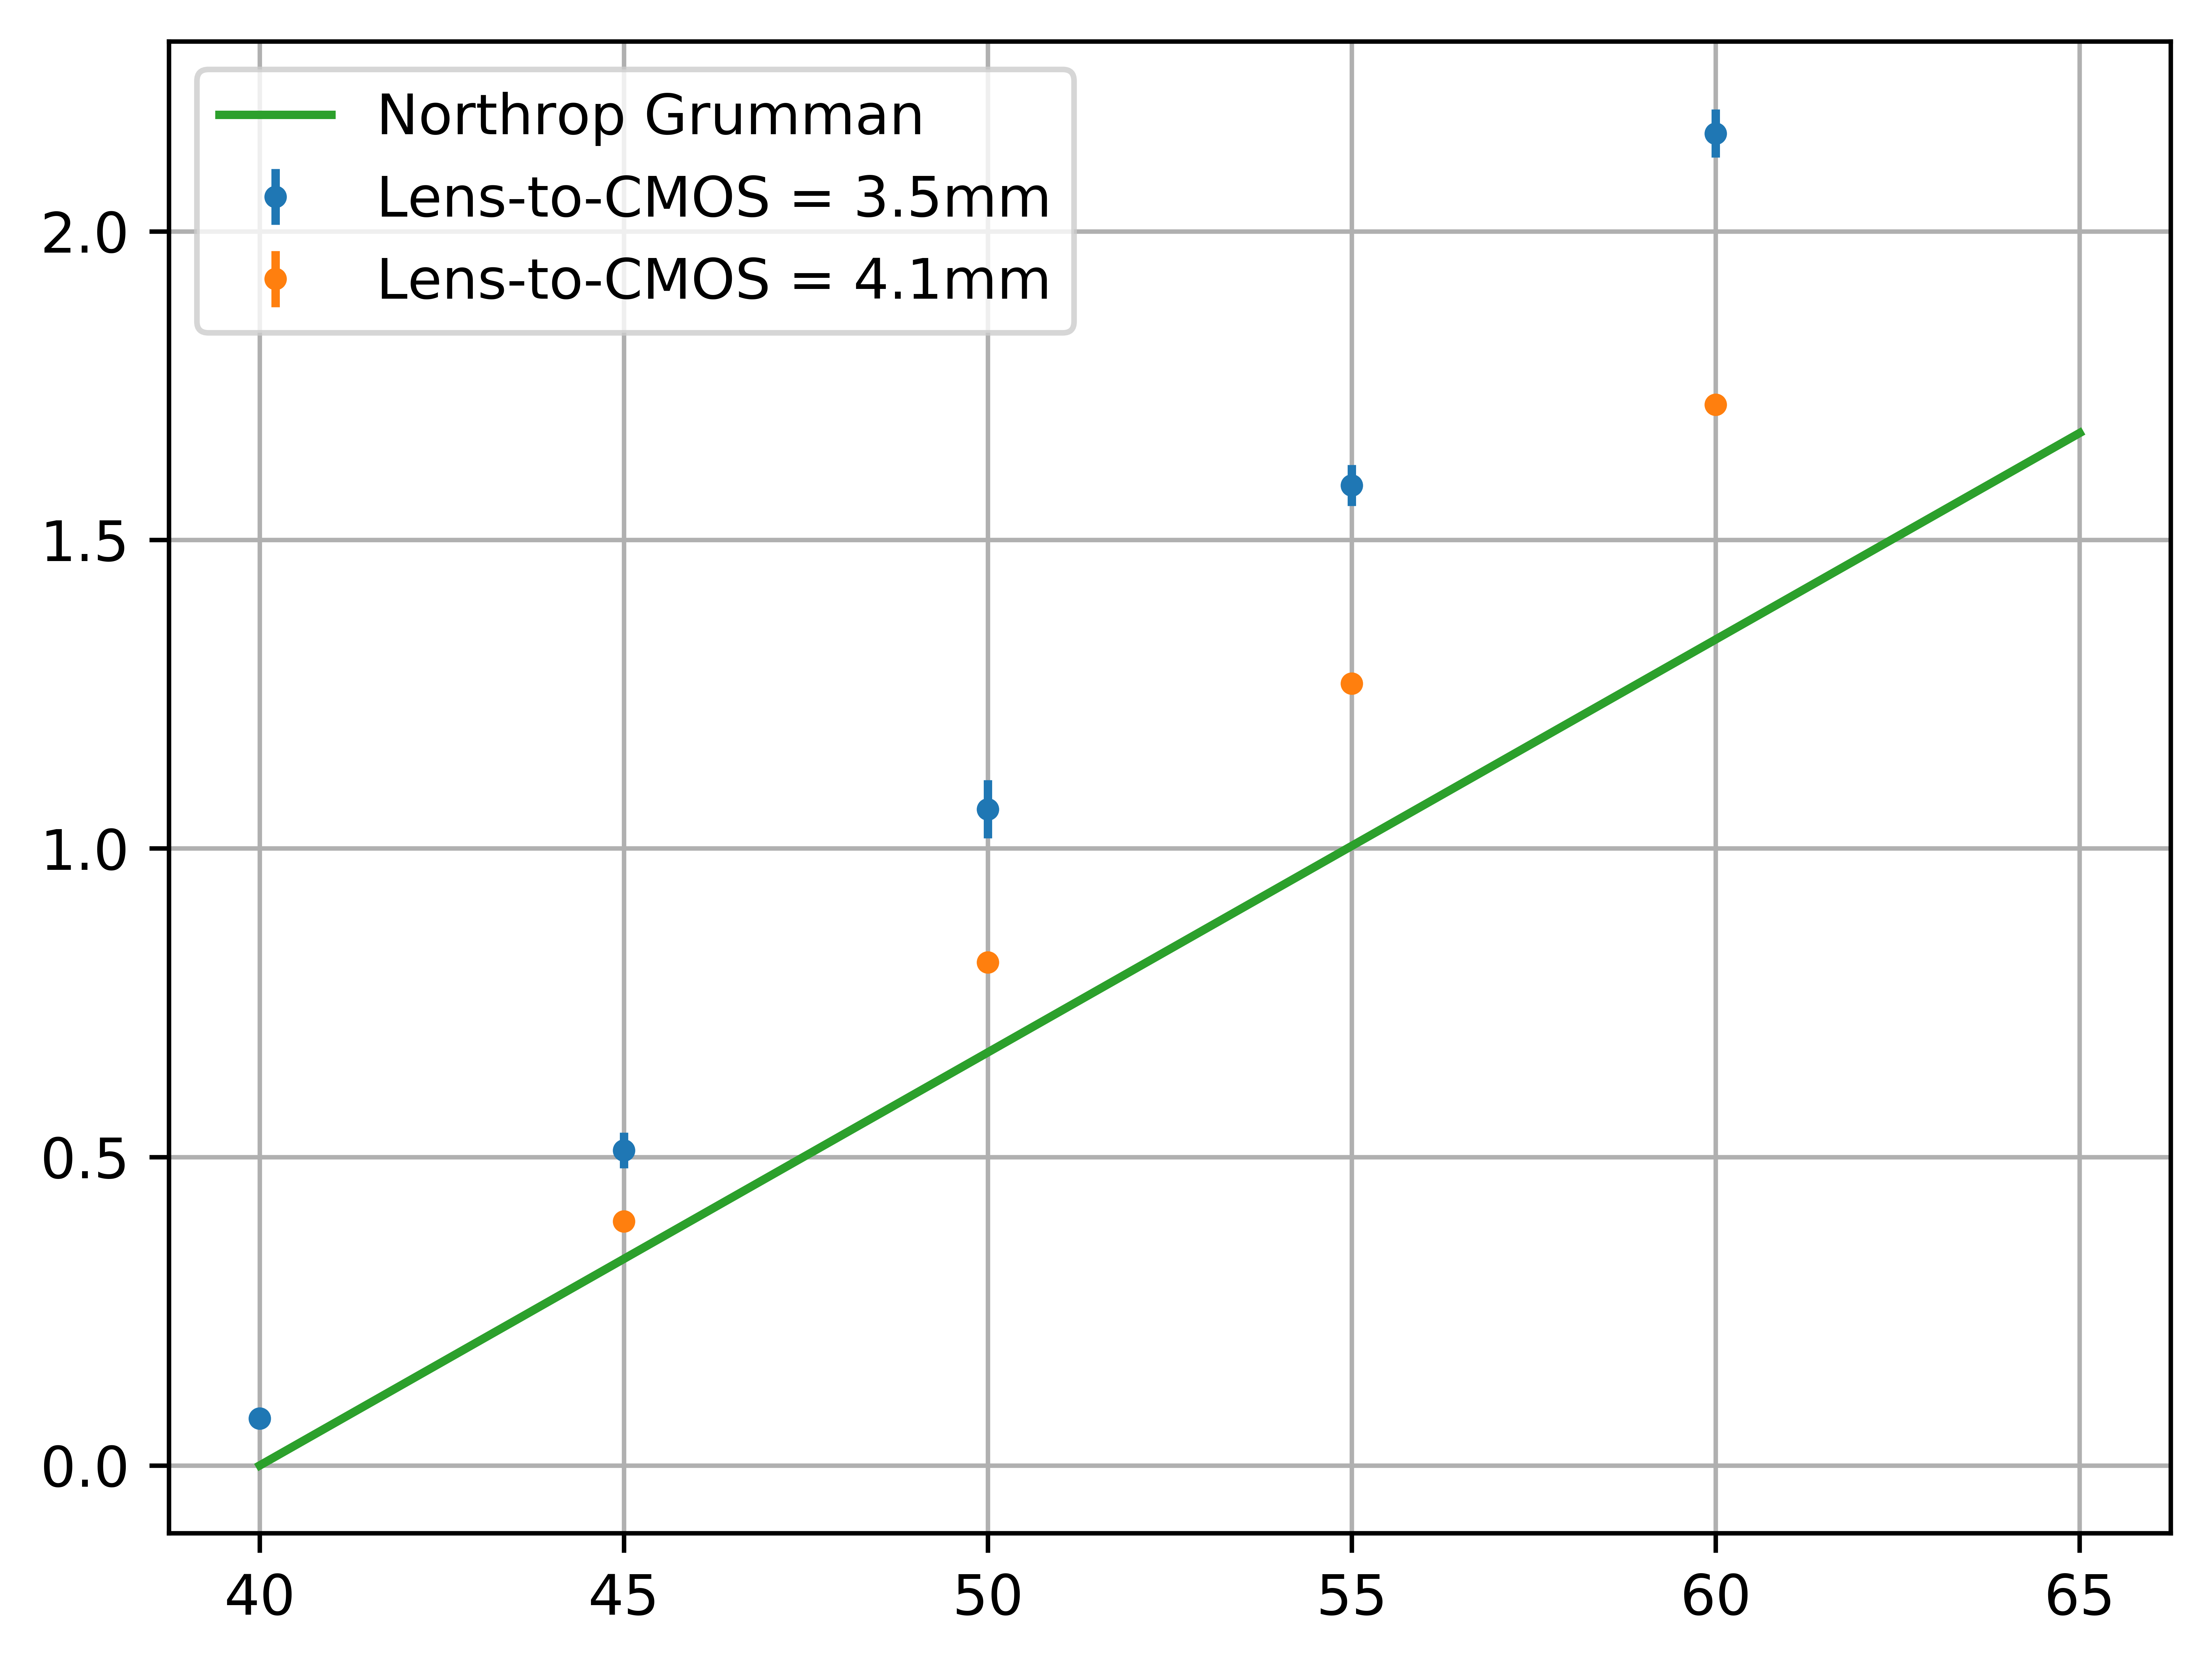 Northrop Grumman
Lens-to-CMOS = 3.5mm
Lens-to-CMOS = 4.1mm
2.0
1.5
1.0
0.5
0.0
40 45 50 55 60 65